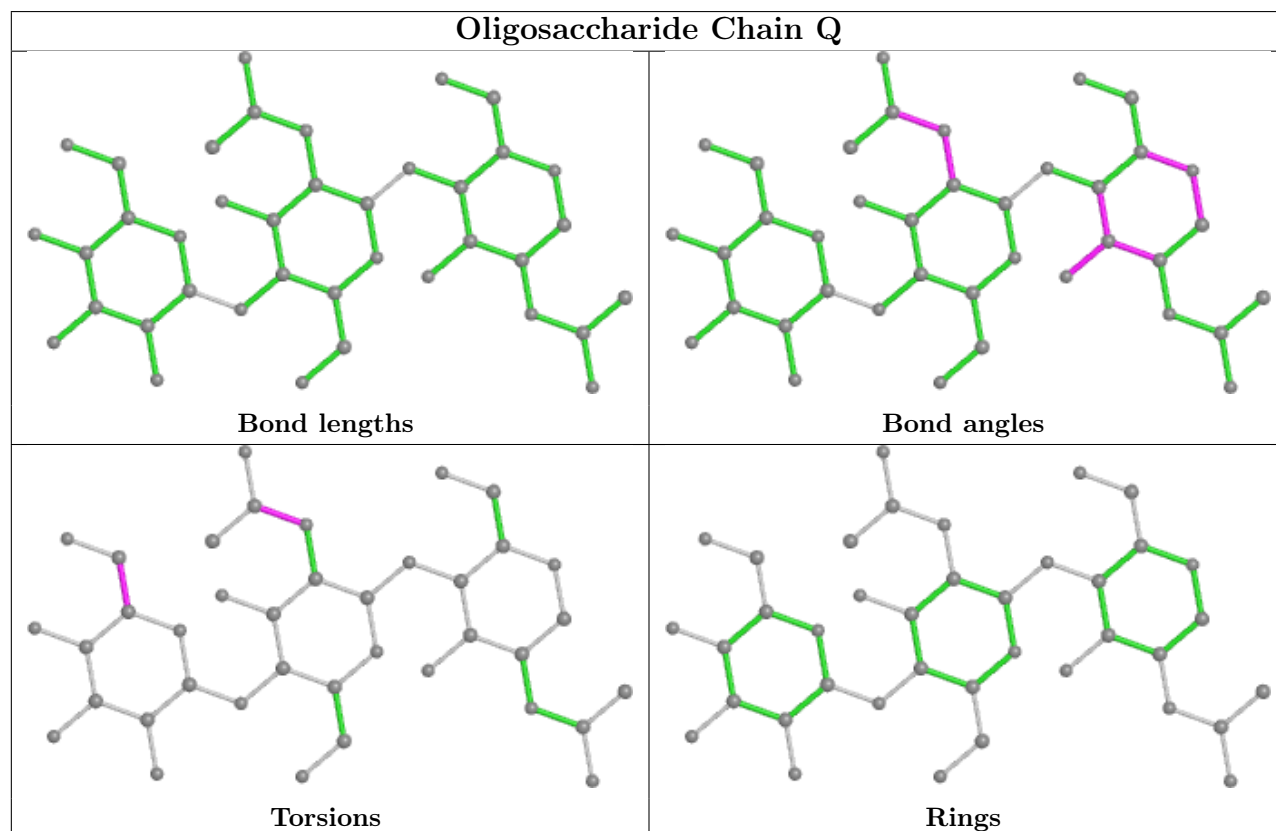 Oligosaccharide Chain Q
Bond lengths
Bond angles
Torsions
Rings